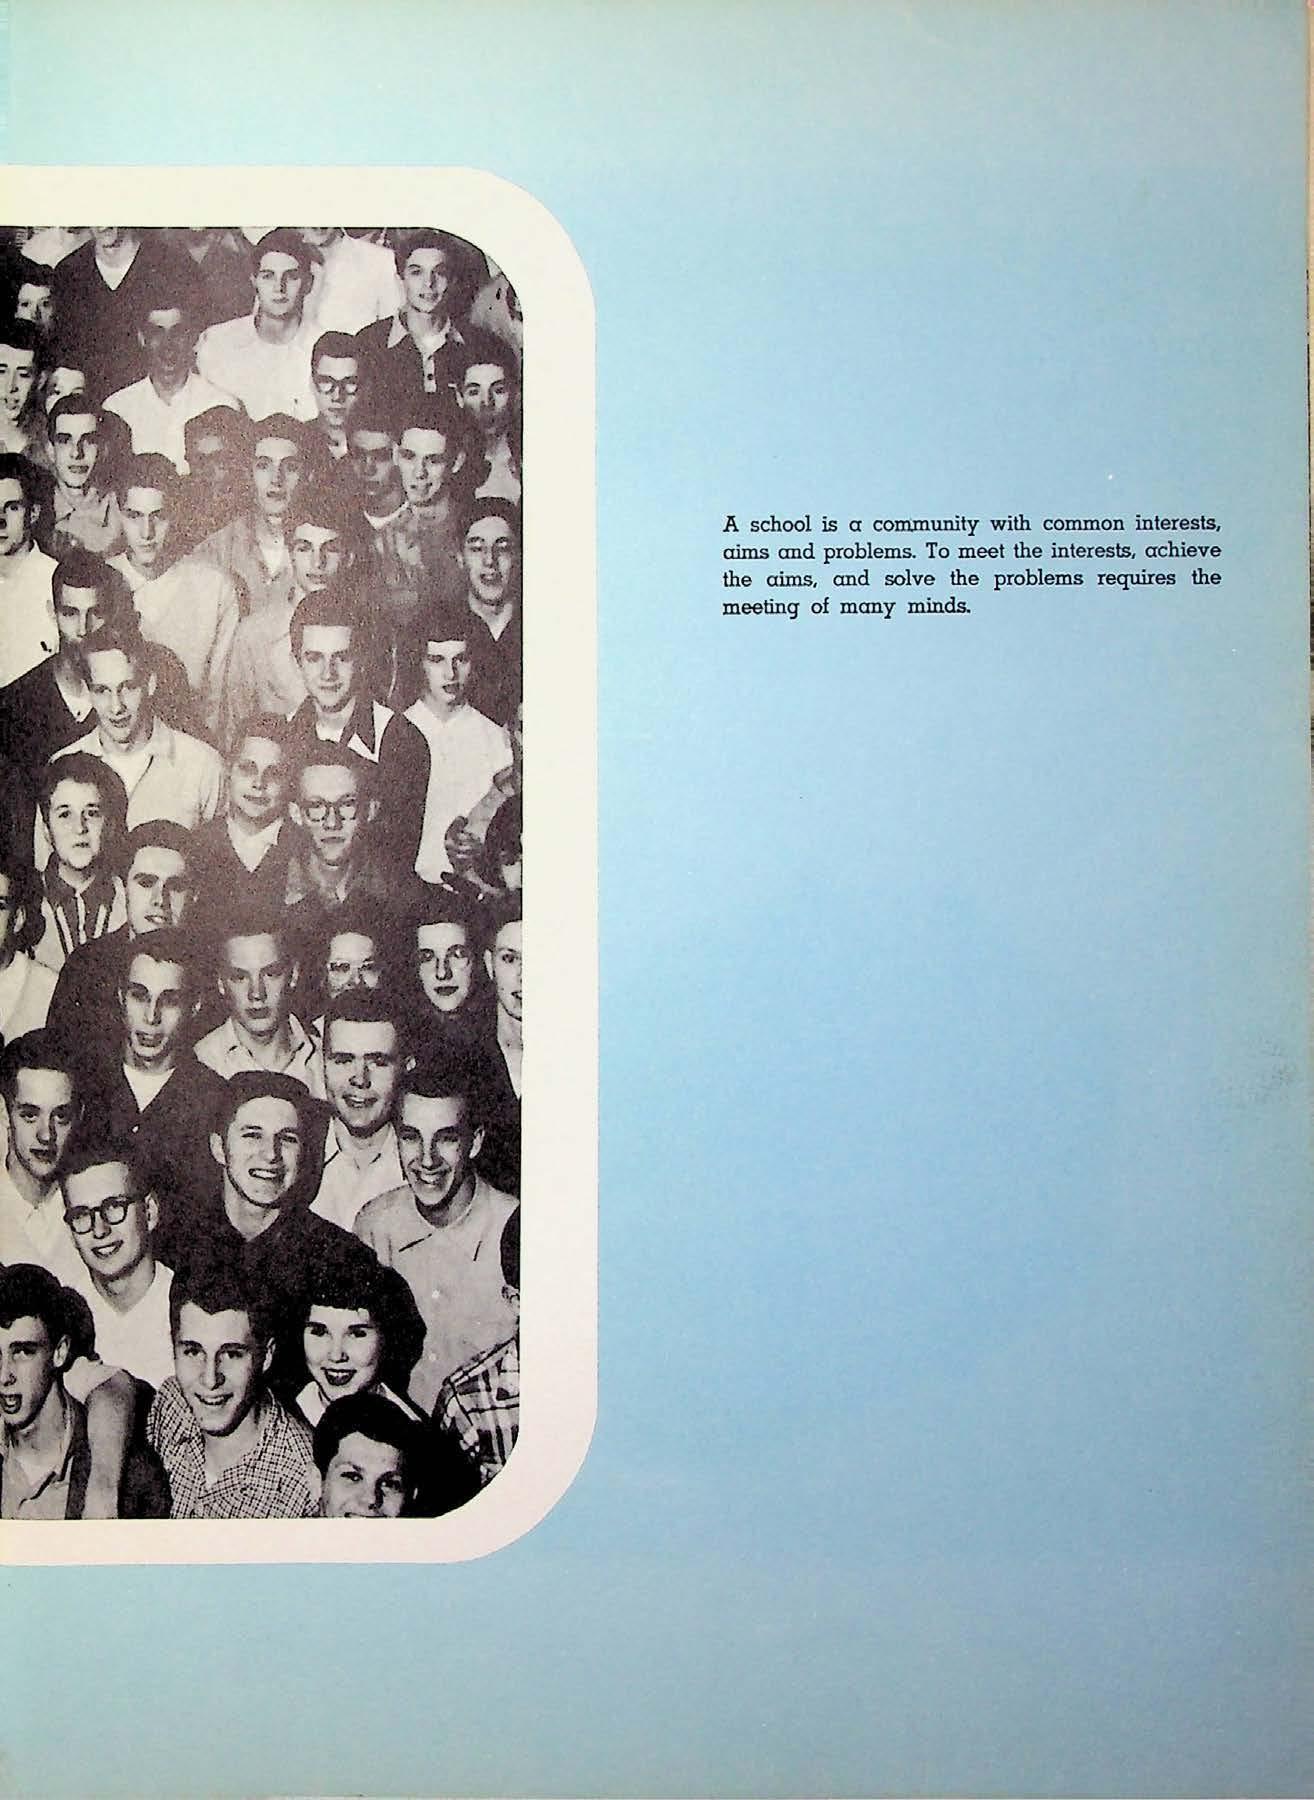 A school is a community with common interests,
aims and problems. To meet the interests, achieve
the aims, and solve the problems requires the
meeting of many minds.